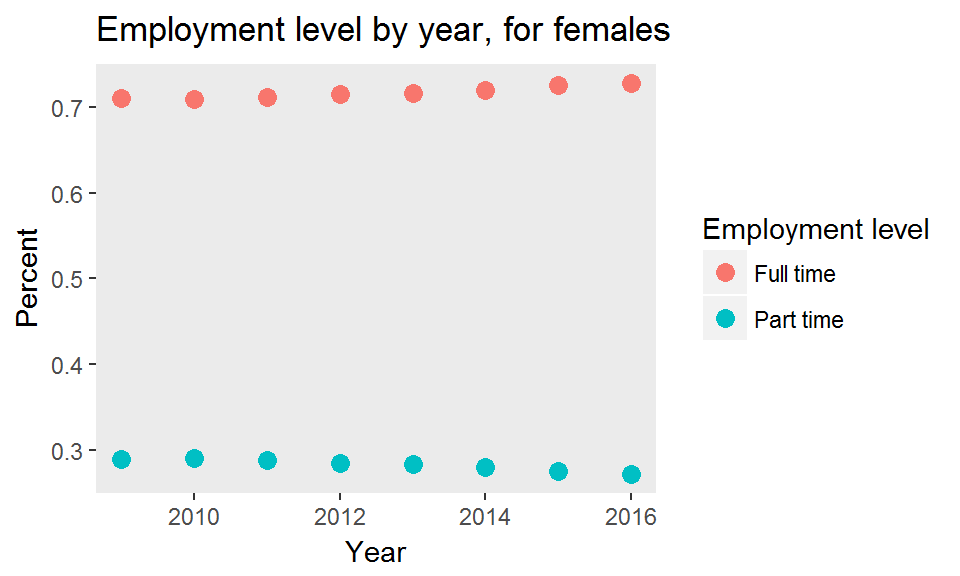 Employment level by year, for females
Percent
0.7
0.6
0.5
0.4
0.3
2010 2012 2014 2016
Year
Employment level
Full time
Part time